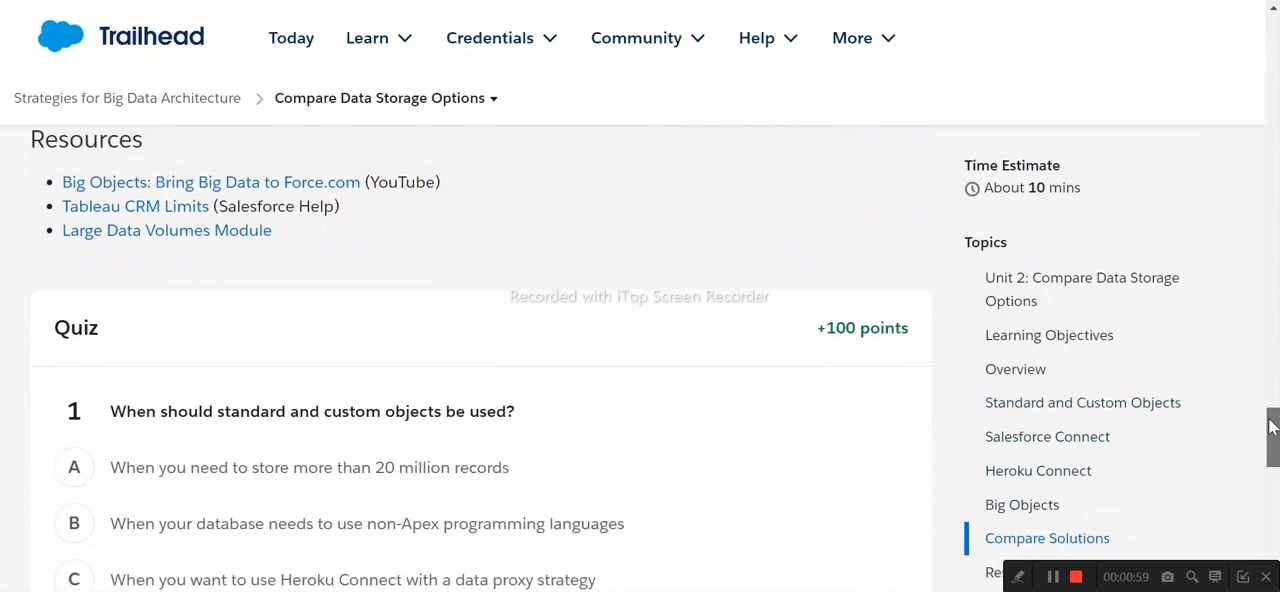 Trailhead
Today Learn Credentials Community Help More
Strategies for Big Data Architecture Compare Data Storage Options
Resources
Big Objects: Bring Big Data to Force.com (YouTube)
Tableau CRM Limits (Salesforce Help)
Large Data Volumes Module
Recorded with iTop Screen Recorder
Quiz +100 points
1 When should standard and custom objects be used?
A When you need to store more than 20 million records
B When your database needs to use non-Apex programming languages
C When you want to use Heroku Connect with a data proxy strategy
Time Estimate
About 10 mins
Topics
Unit 2: Compare Data Storage
Options
Learning Objectives
Overview
Standard and Custom Objects
Salesforce Connect
Heroku Connect
Big Objects
Compare Solutions
00:00:59